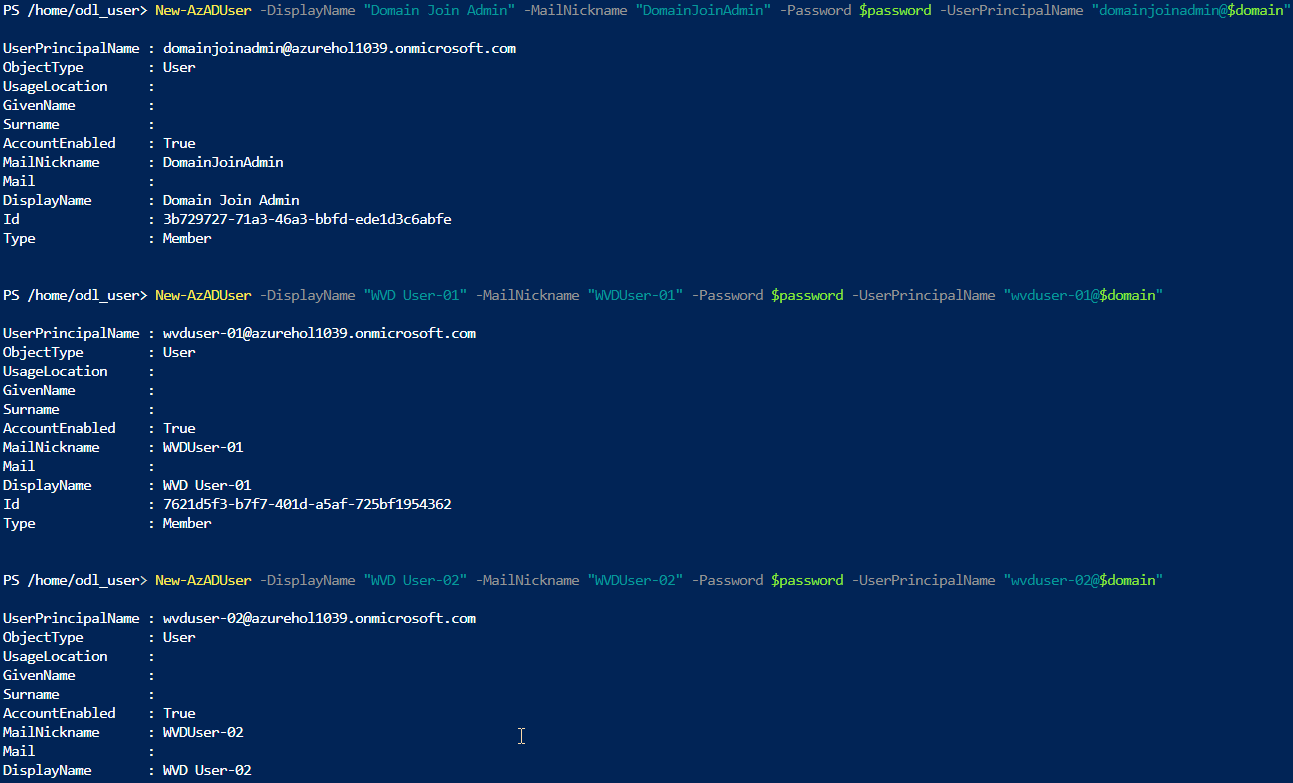 PS /home/odl_user> New-AzADUser -DisplayName "Domain Join Admin" -MailNickname "DomainJoinAdmin" -Password $password -UserPrincipalName "domainjoinadmin@$domain"
UserPrincipalName : domainjoinadmin@azurehol1039.onmicrosoft.com
ObjectType : User
UsageLocation :
GivenName :
Surname :
AccountEnabled : True
MailNickname : DomainJoinAdmin
Mail :
DisplayName : Domain Join Admin
Id : 3b729727-71a3-46a3-bbfd-ede1d3c6abfe
Type : Member
PS /home/odl_user> New-AzADUser -DisplayName "WVD User-01" -MailNickname "WVDUser-01" -Password $password -UserPrincipalName "wvduser-01@$domain"
UserPrincipalName : wvduser-01@azurehol1039.onmicrosoft.com
ObjectType : User
UsageLocation :
GivenName :
Surname :
AccountEnabled : True
MailNickname : WVDUser-01
Mail :
DisplayName : WVD User-01
Id : 7621d5f3-b7f7-401d-a5af-725bf1954362
Type : Member
PS /home/odl_user> New-AzADUser -DisplayName "WVD User-02" -MailNickname "WVDUser-02" -Password $password -UserPrincipalName "wvduser-02@$domain"
UserPrincipalName : wvduser-02@azurehol1039.onmicrosoft.com
ObjectType : User
UsageLocation :
GivenName :
Surname :
AccountEnabled : True
MailNickname : WVDUser-02
Mail :
DisplayName : WVD User-02